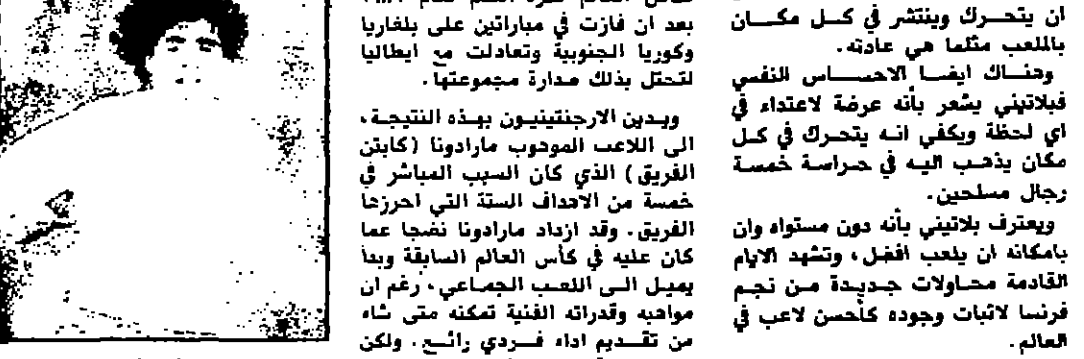 ان يتحرك وينتشر في كل مكان
بالملعب مثلما هي عادته.
وهناك ايضا الاحساس النفسي
فبلاتيني يشعر بأنه عرضة لاعتداء في
اي لحظة ويكفي انه يتحرك في كل
مكان يذهب اليه في حراسة خمسة
رجال مسلحين.
ويعترف بلاتيني بأنه دون مستواه وان
بامكانه ان يلعب افضل، وتشهد الايام
القادمة محاولات جديدة من نجم
فرنسا لاثبات وجوده كأحسن لاعب في
العالم.
بعد ان فازت في مباراتين على بلغاريا
وكوريا الجنوبية وتعادلت مع ايطاليا
لتحتل بذلك صدارة مجموعتها.
ويدين الارجنتينيون بهذه النتيجة،
الى اللاعب الموهوب مارادونا (كابتن
الفريق) الذي كان السبب المباشر في
خمسة من الاهداف الستة التي احرزها
الفريق. وقد ازداد مارادونا نضجا عما
كان عليه في كأس العالم السابقة وبدأ
يميل الى اللعب الجماعي، رغم ان
مواهبه وقدراته الفنية تمكنه متى شاء
من تقديم اداء فردي رائع. ولكن